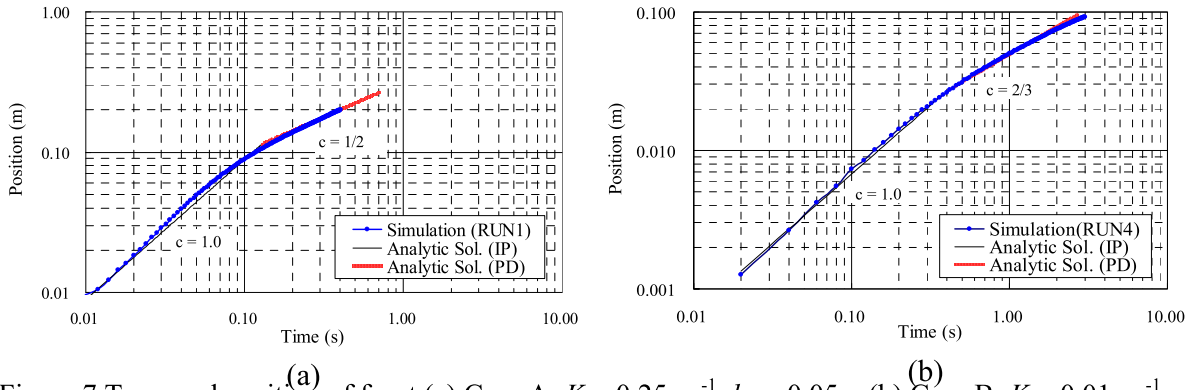 1.00
0.10
0.01
Position (m)
0.01
0.10
1.00
10.00
Time (s)
c = 1/2
c = 1.0
Simulation (RUN1)
Analytic Sol. (IP)
Analytic Sol. (PD)
(a)
0.100
0.010
0.001
Position (m)
0.01
0.10
1.00
10.00
Time (s)
c = 2/3
c = 1.0
Simulation(RUN4)
Analytic Sol. (IP)
Analytic Sol. (PD)
(b)